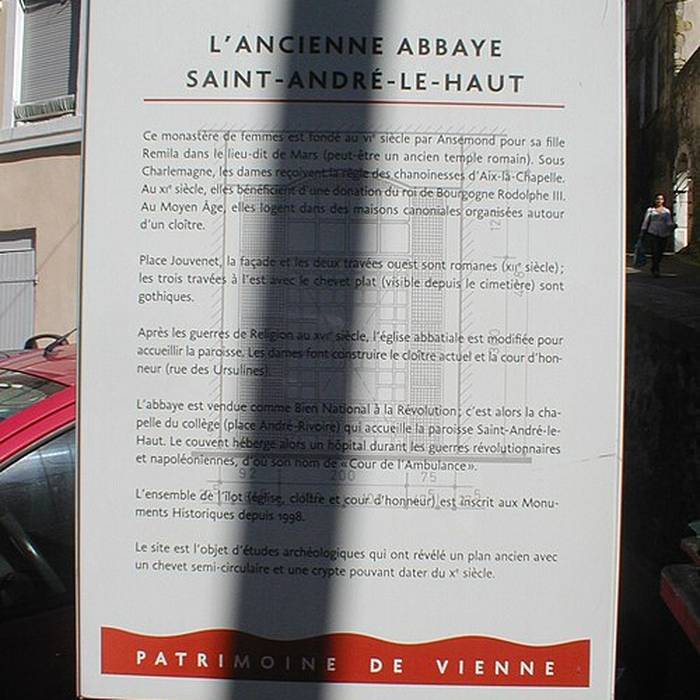 L'ANCIENNE ABBAYE
SAINT-ANDRÉ-LE-HAUT
Ce monastère de femmes est fondé au VIe siècle par Ansemond pour sa fille
Remila dans le lieu-dit de Mars (peut-être un ancien temple romain). Sous
Charlemagne, les dames reçoivent la règle des chanoinesses d'Aix-la-Chapelle.
Au XIe siècle, elles bénéficient d'une donation du roi de Bourgogne Rodolphe III.
Au Moyen Âge, elles logent dans des maisons canoniales organisées autour
d'un cloître.
Place Jouvenet, la façade et les deux travées ouest sont romanes (XIIe siècle) ;
les trois travées à l'est avec le chevet plat (visible depuis le cimetière) sont
gothiques.
Après les guerres de Religion au XVIe siècle, l'église abbatiale est modifiée pour
accueillir la paroisse. Les dames font construire le cloître actuel et la cour d'hon-
neur (rue des Ursulines).
L'abbaye est vendue comme Bien National à la Révolution ; c'est alors la cha-
pelle du collège (place André-Rivoire) qui accueille la paroisse Saint-André-le-
Haut. Le couvent héberge alors un hôpital durant les guerres révolutionnaires
et napoléoniennes, d'où son nom de « Cour de l'Ambulance ».
92 200 75
L'ensemble de l'îlot (église, cloître et cour d'honneur) est inscrit aux Monu-
ments Historiques depuis 1998.
Le site est l'objet d'études archéologiques qui ont révélé un plan ancien avec
un chevet semi-circulaire et une crypte pouvant dater du Xe siècle.
PATRIMOINE DE VIENNE